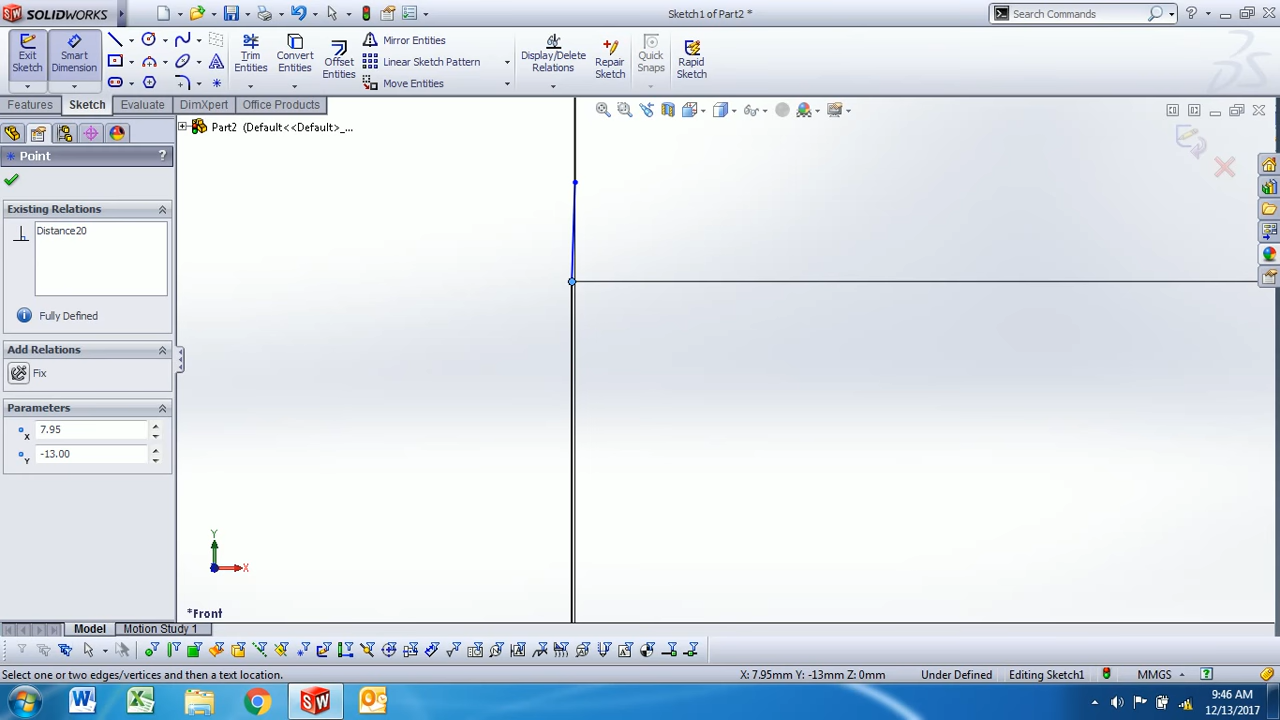 SOLIDWORKS
Sketch1 of Part2 *
Search Commands
Exit Sketch
Smart Dimension
Trim Entities
Convert Entities
Offset Entities
Mirror Entities
Linear Sketch Pattern
Move Entities
Display/Delete Relations
Repair Sketch
Quick Snaps
Rapid Sketch
Features
Sketch
Evaluate
DimXpert
Office Products
Part2 (Default<<Default>_...
Point
?
Existing Relations
Distance20
Fully Defined
Add Relations
Fix
Parameters
X 7.95
Y -13.00
Y
X
*Front
Model
Motion Study 1
Select one or two edges/vertices and then a text location.
X: 7.95mm Y: -13mm Z: 0mm
Under Defined
Editing Sketch1
MMGS
?
9:46 AM
12/13/2017